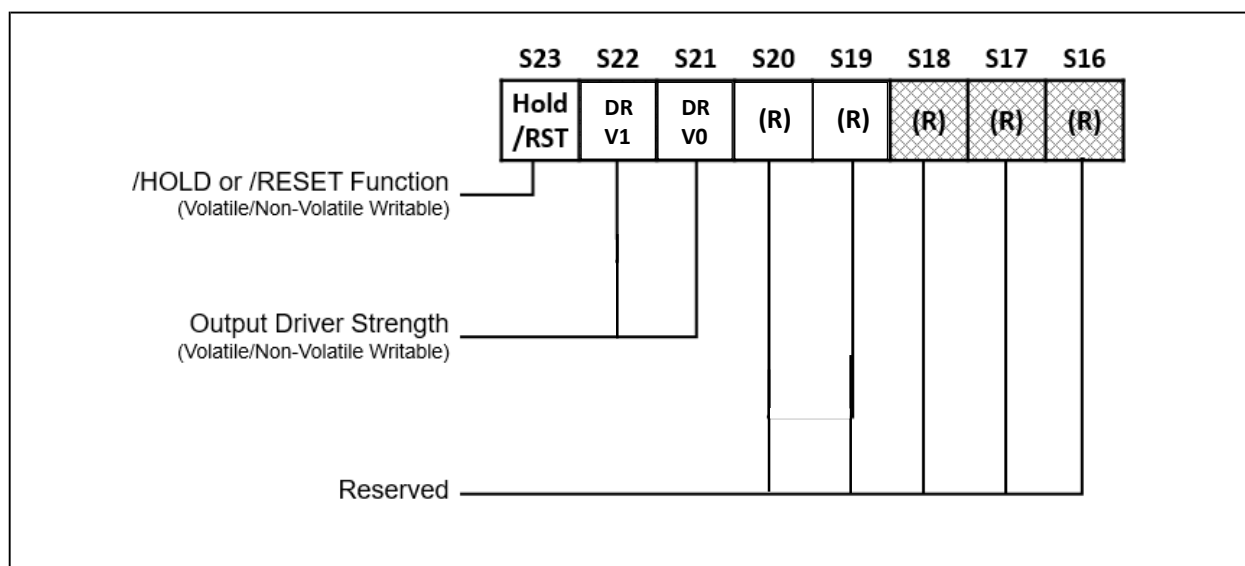 S23 S22 S21 S20 S19 S18 S17 S16
Hold DR DR (R) (R) (R) (R) (R)
/RST V1 V0
/HOLD or /RESET Function
(Volatile/Non-Volatile Writable)
Output Driver Strength
(Volatile/Non-Volatile Writable)
Reserved